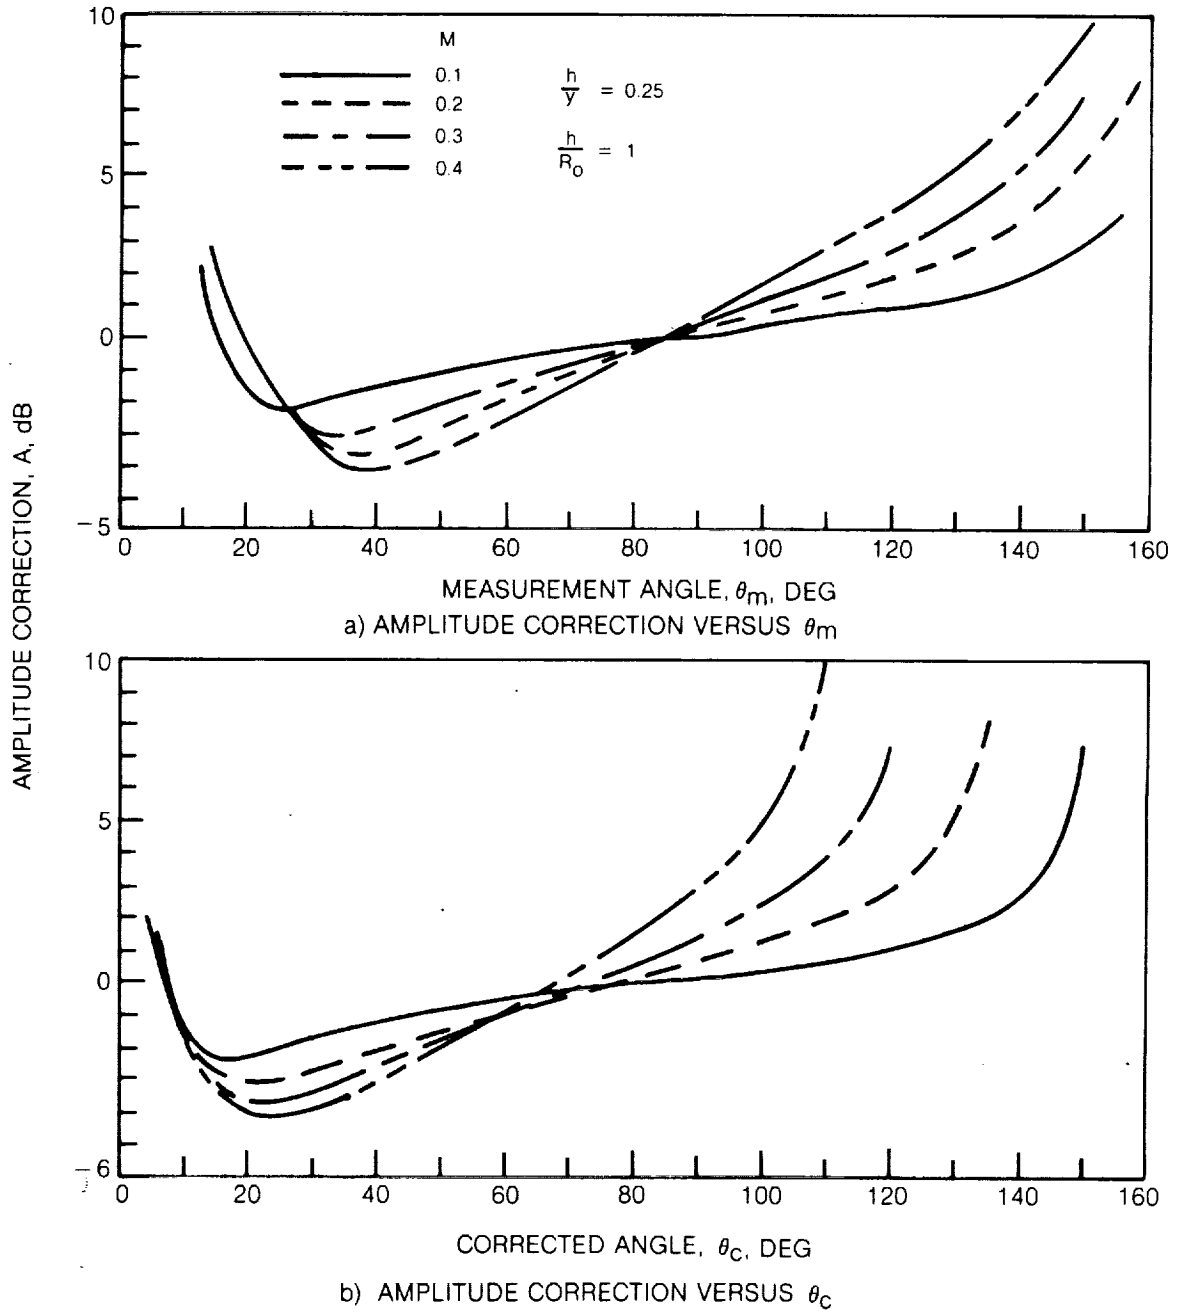 AMPLITUDE CORRECTION, A, dB
10
5
0
−5
M
0.1
0.2
0.3
0.4
h/y = 0.25
h/R₀ = 1
0 20 40 60 80 100 120 140 160
MEASUREMENT ANGLE, θm, DEG
a) AMPLITUDE CORRECTION VERSUS θm
10
5
0
−6
0 20 40 60 80 100 120 140 160
CORRECTED ANGLE, θc, DEG
b) AMPLITUDE CORRECTION VERSUS θc